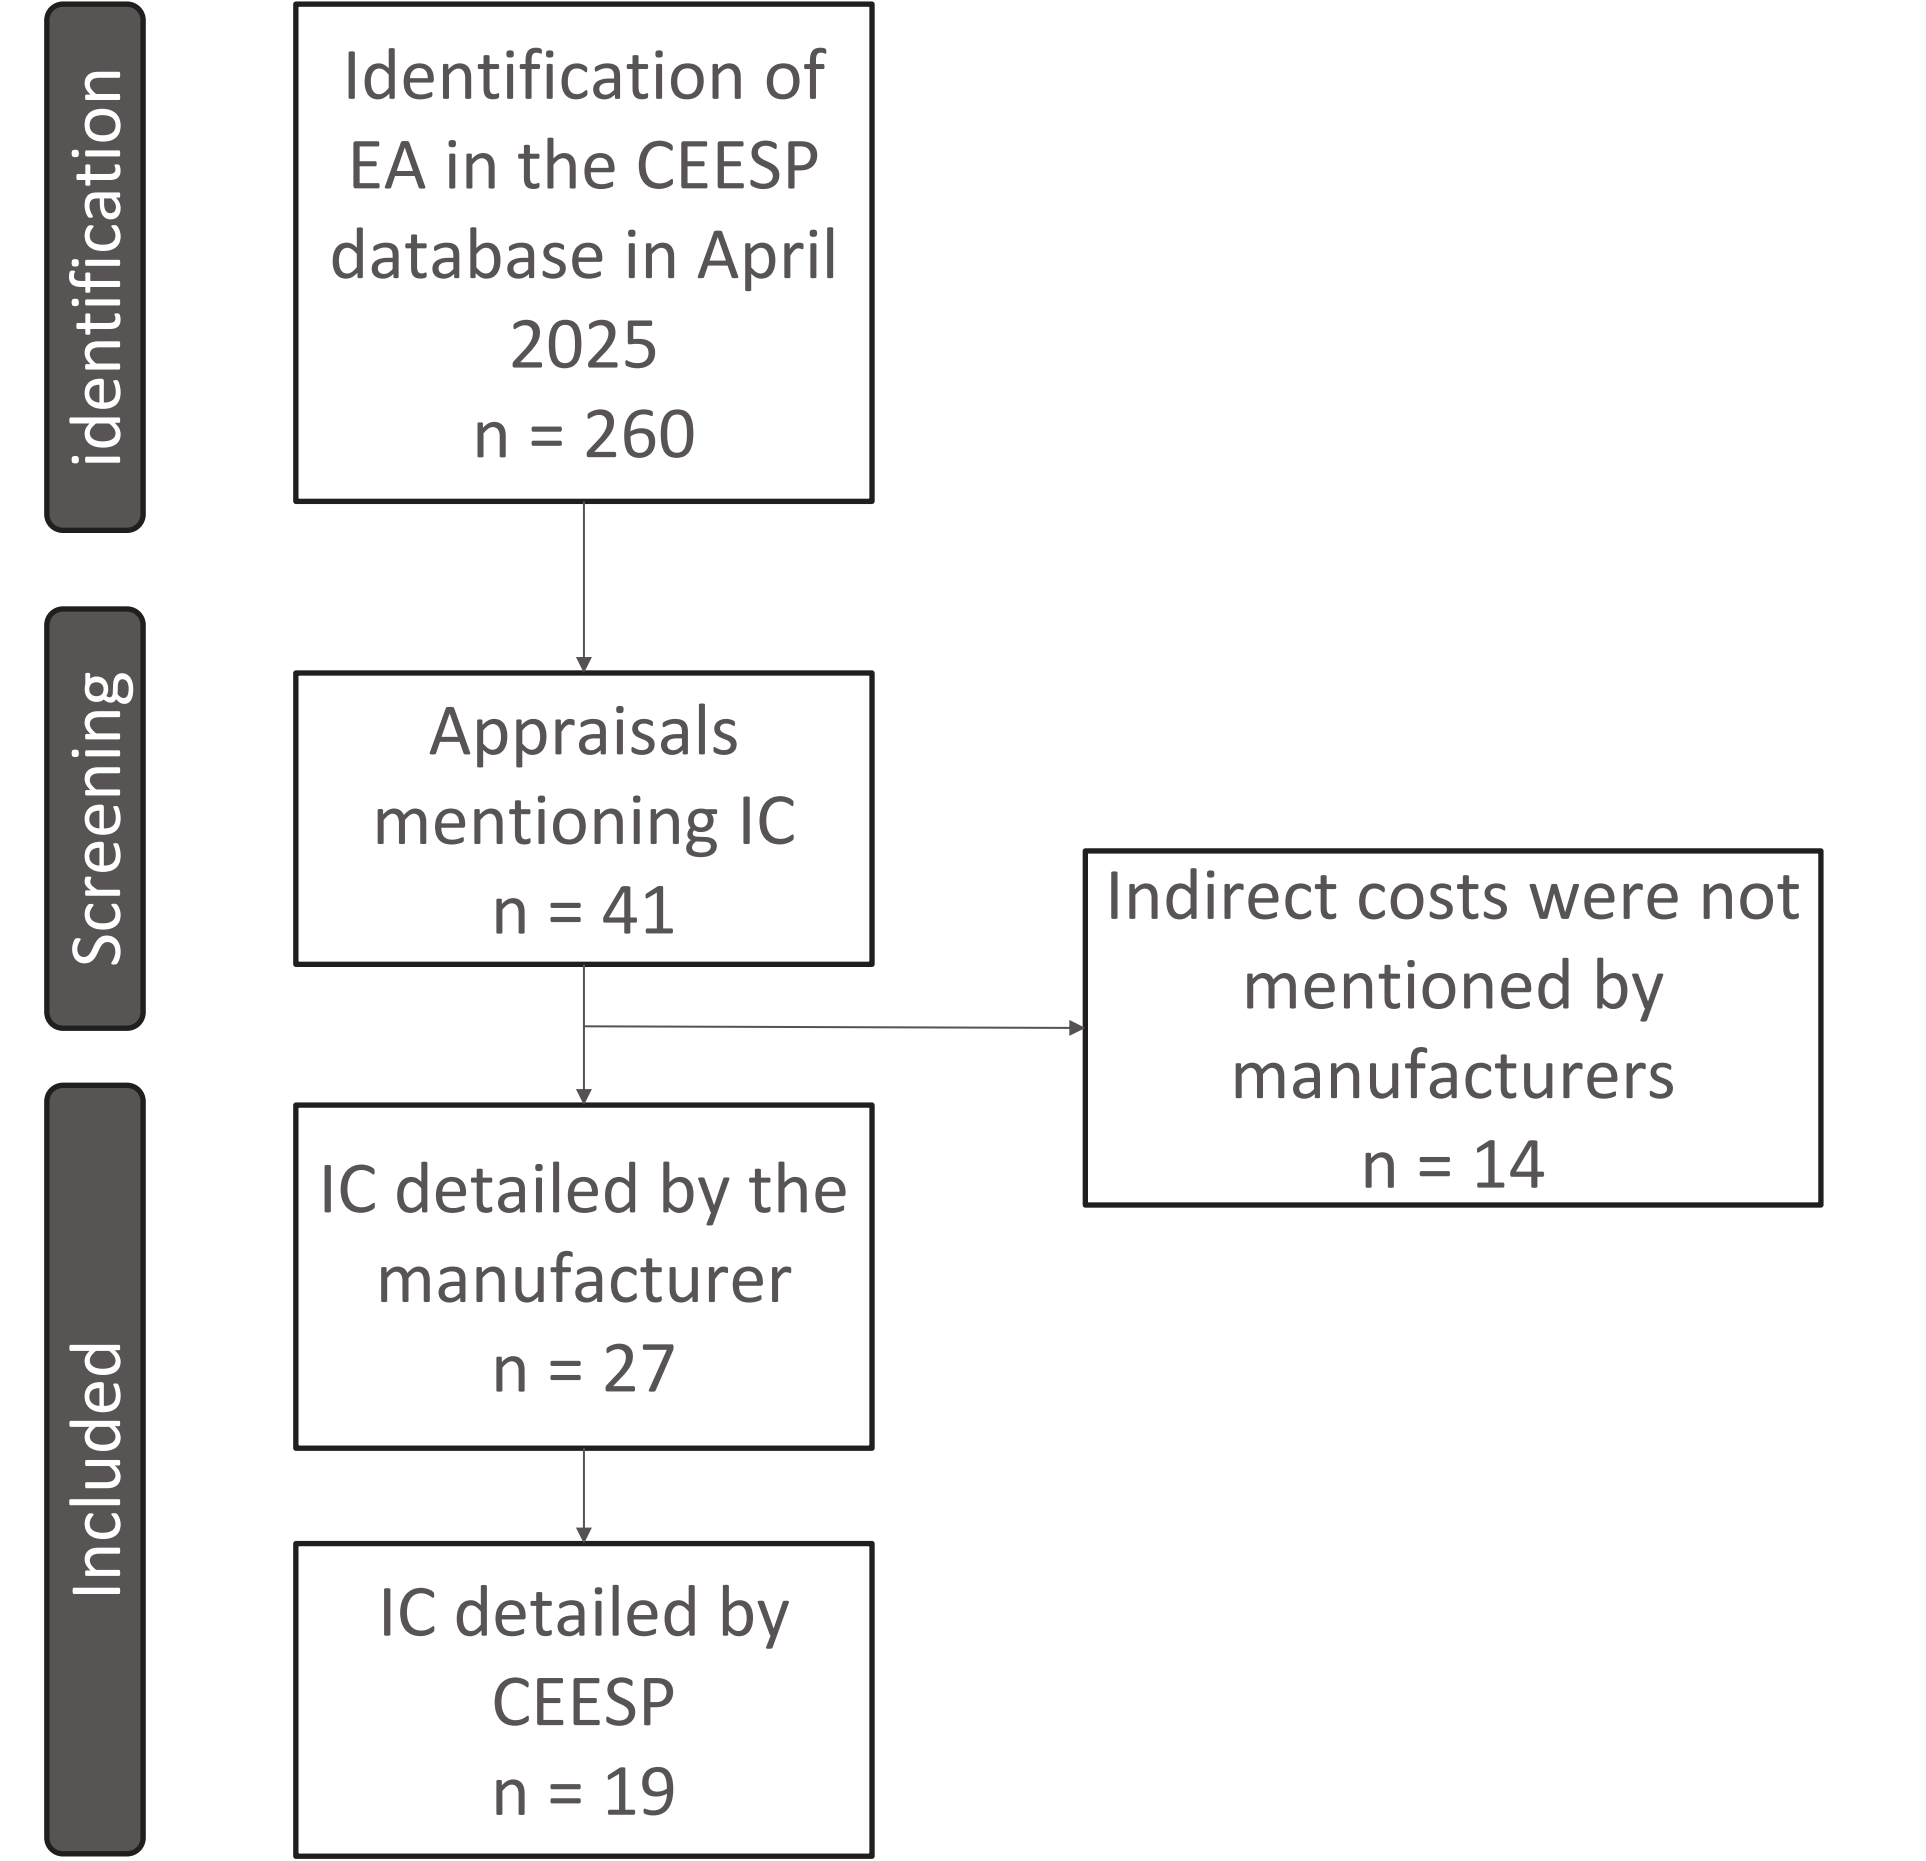 identification
Identification of
EA in the CEESP
database in April
2025
n = 260
Screening
Appraisals
mentioning IC
n = 41
Indirect costs were not
mentioned by
manufacturers
n = 14
Included
IC detailed by the
manufacturer
n = 27
IC detailed by
CEESP
n = 19